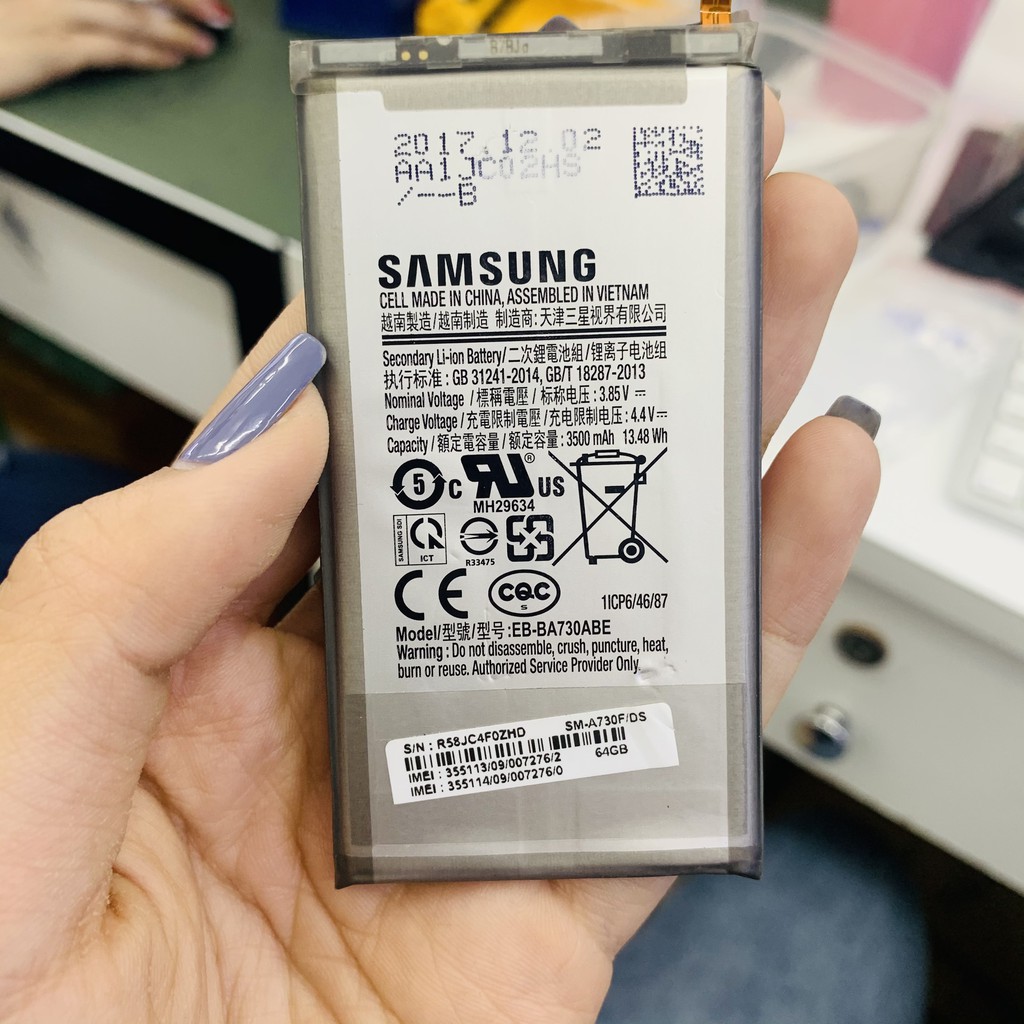 2017.12.02
AA1JC02HS
/--B
SAMSUNG
CELL MADE IN CHINA, ASSEMBLED IN VIETNAM
越南製造/越南制造 制造商:天津三星视界有限公司
Secondary Li-ion Battery/二次鋰電池組/锂离子电池组
执行标准: GB 31241-2014, GB/T 18287-2013
Nominal Voltage /標稱電壓/标称电压: 3.85 V ⎓
Charge Voltage /充電限制電壓/充电限制电压: 4.4 V ⎓
Capacity /額定電容量/额定容量: 3500 mAh 13.48 Wh
5 C RU® US
MH29634
SAMSUNG SDI
ICT
R33475
CE CQC
S
1ICP6/46/87
Model/型號/型号:EB-BA730ABE
Warning : Do not disassemble, crush, puncture, heat,
burn or reuse. Authorized Service Provider Only.
S/N : R58JC4F0ZHD SM-A730F/DS
64GB
IMEI : 355113/09/007276/2
IMEI : 355114/09/007276/0